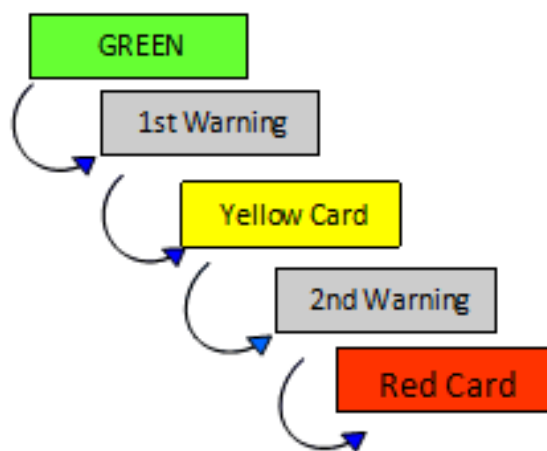 GREEN
1st Warning
Yellow Card
2nd Warning
Red Card